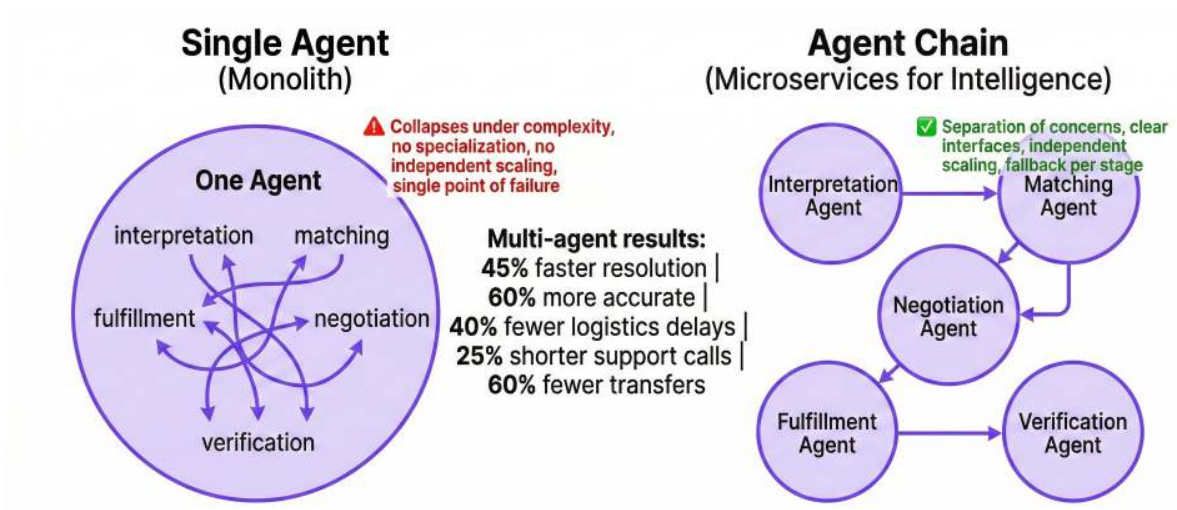 Single Agent
(Monolith)
⚠ Collapses under complexity,
no specialization, no
independent scaling,
single point of failure
One Agent
interpretation
matching
fulfillment
negotiation
verification
Multi-agent results:
45% faster resolution |
60% more accurate |
40% fewer logistics delays |
25% shorter support calls |
60% fewer transfers
Agent Chain
(Microservices for Intelligence)
✅ Separation of concerns, clear
interfaces, independent
scaling, fallback per stage
Interpretation
Agent
Matching
Agent
Negotiation
Agent
Fulfillment
Agent
Verification
Agent